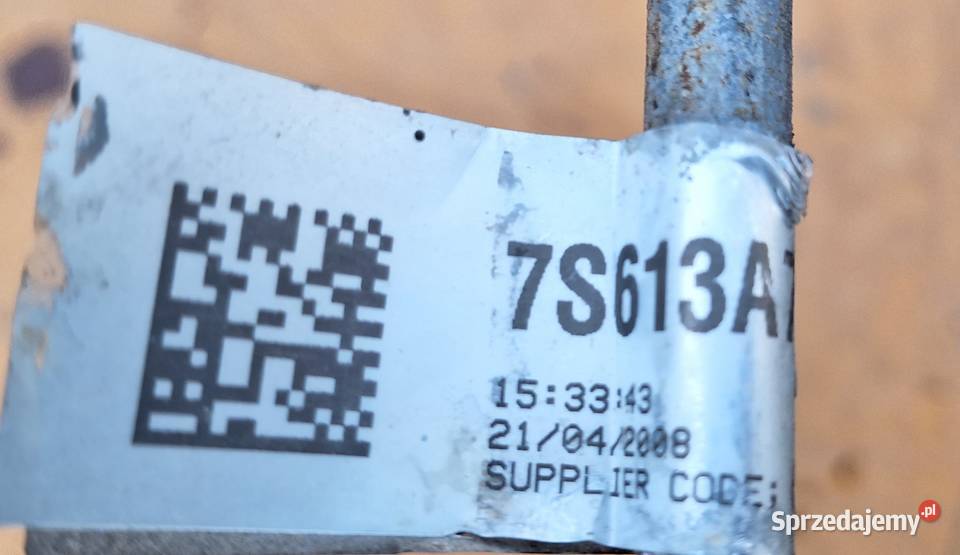 7S613A
15:33:43
21/04/2008
SUPPLIER CODE:
Sprzedajemy.pl